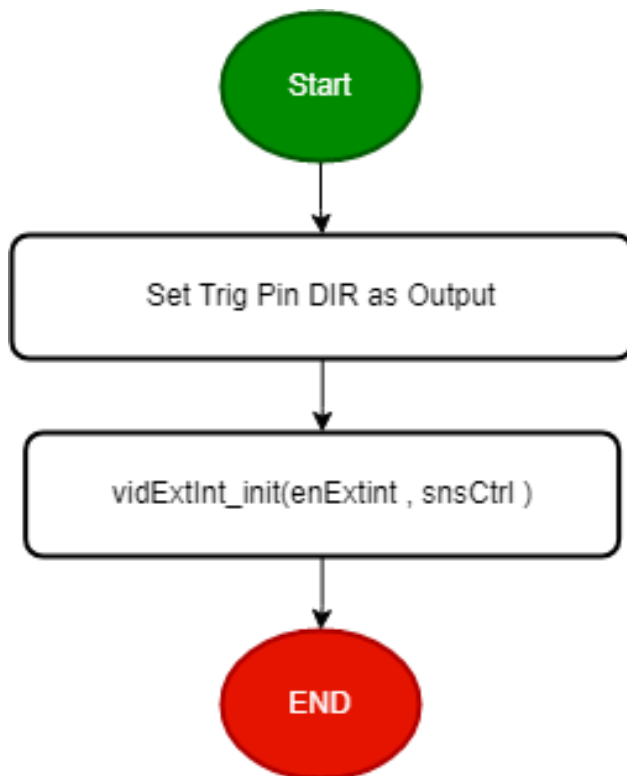 Start
Set Trig Pin DIR as Output
vidExtInt_init(enExtint , snsCtrl )
END